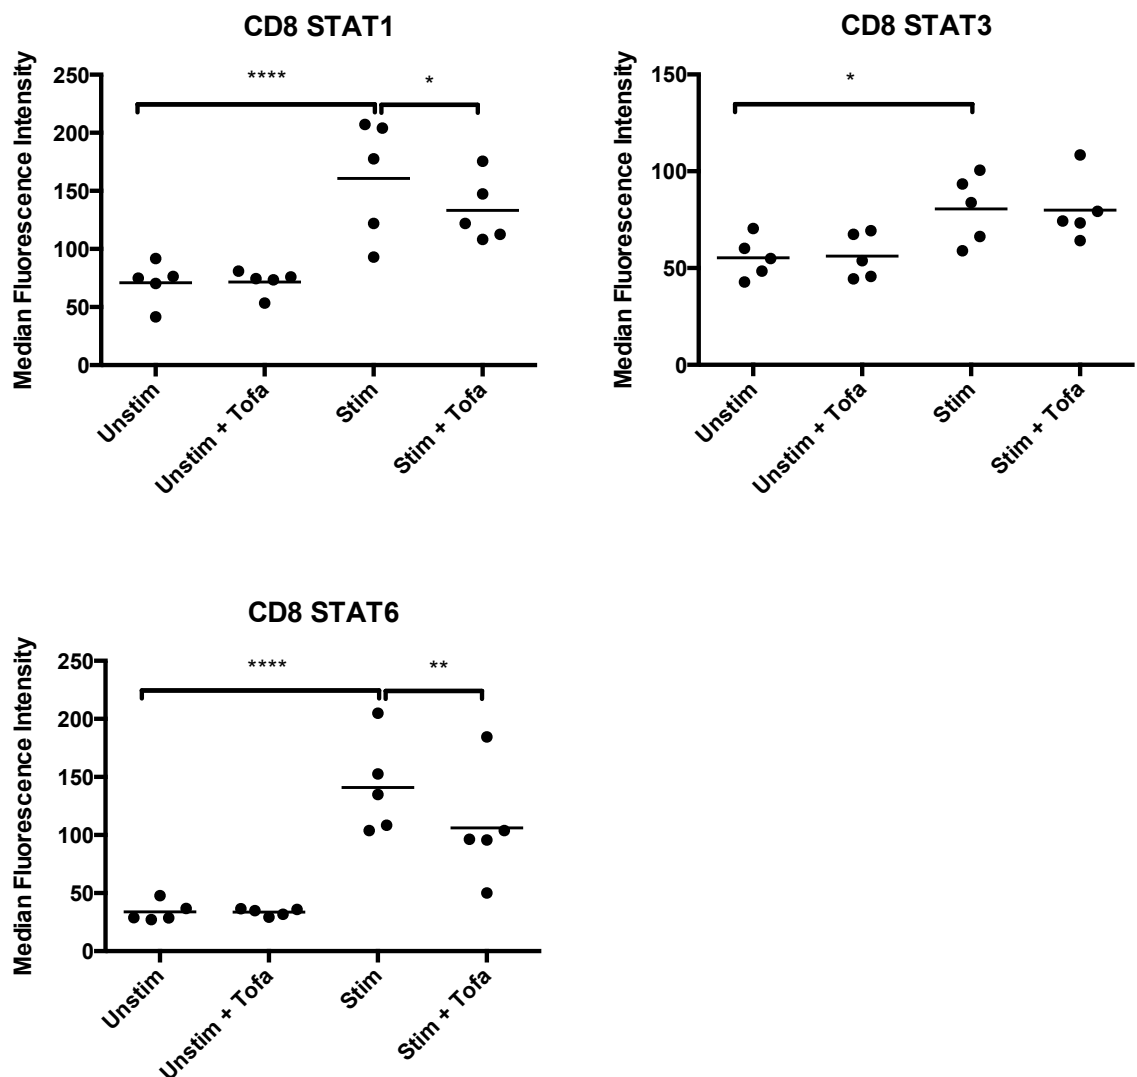 CD8 STAT1
Median Fluorescence Intensity
250
200
150
100
50
0
****
*
Unstim
Unstim + Tofa
Stim
Stim + Tofa
CD8 STAT3
Median Fluorescence Intensity
150
100
50
0
*
Unstim
Unstim + Tofa
Stim
Stim + Tofa
CD8 STAT6
Median Fluorescence Intensity
250
200
150
100
50
0
****
**
Unstim
Unstim + Tofa
Stim
Stim + Tofa